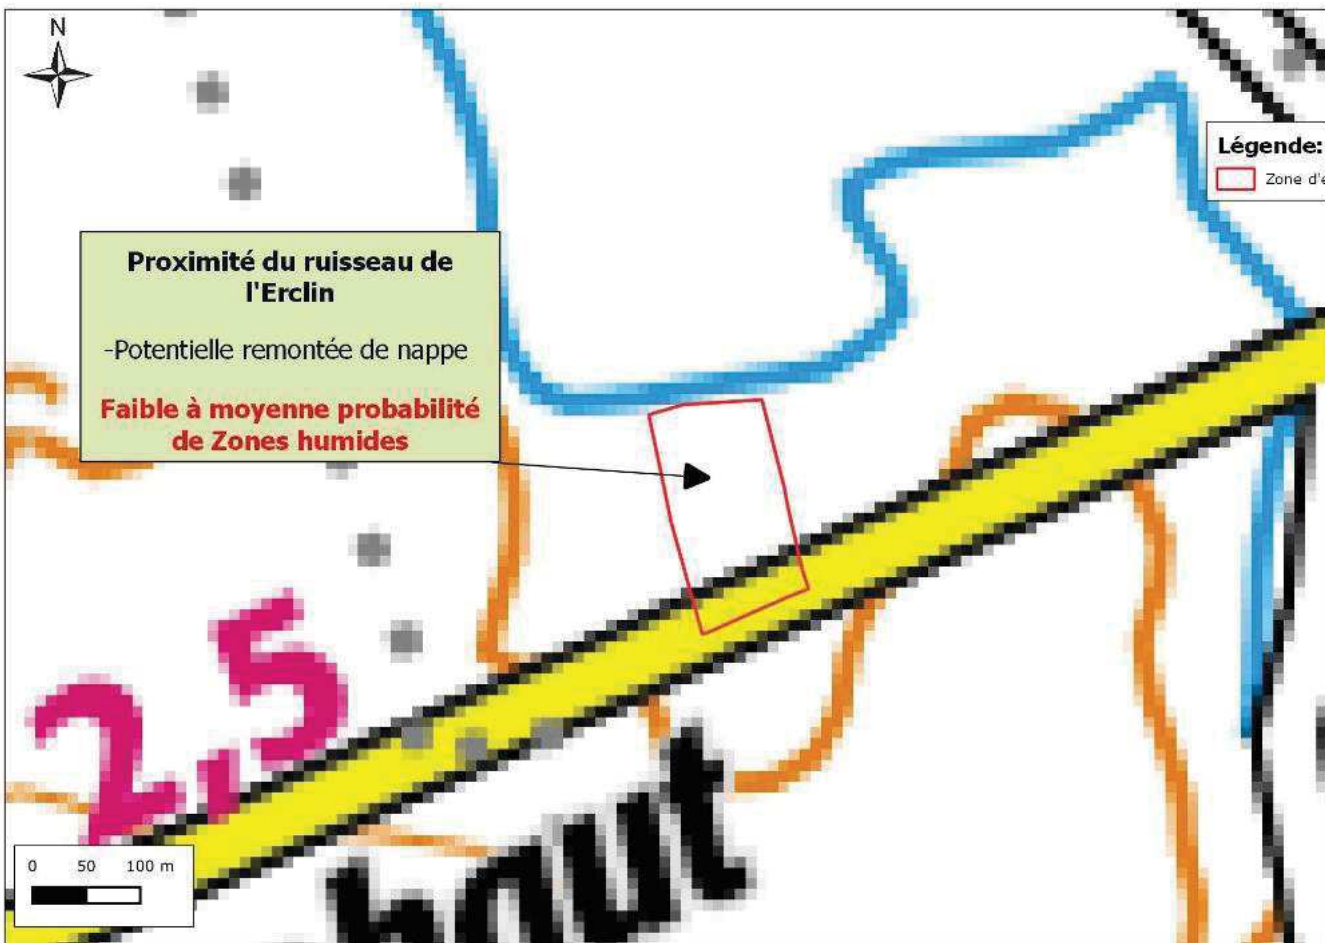 N
Légende:
Zone d'
Proximité du ruisseau de
l'Erclin
-Potentielle remontée de nappe
Faible à moyenne probabilité
de Zones humides
2,5
haut
0 50 100 m